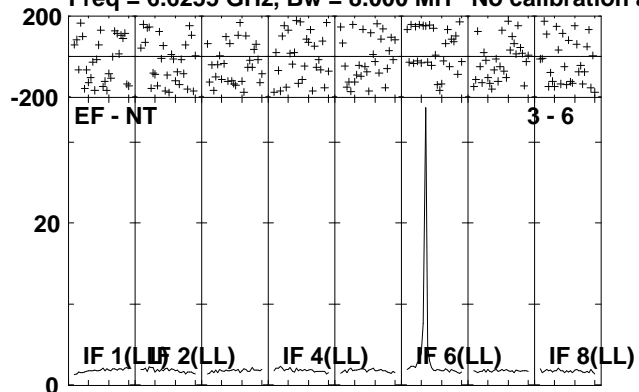 Freq = 6.6255 GHz, Bw = 8.000 MH No calibration a
200
-200
EF - NT 3 - 6
20
IF 1(LL) IF 2(LL) IF 4(LL) IF 6(LL) IF 8(LL)
0